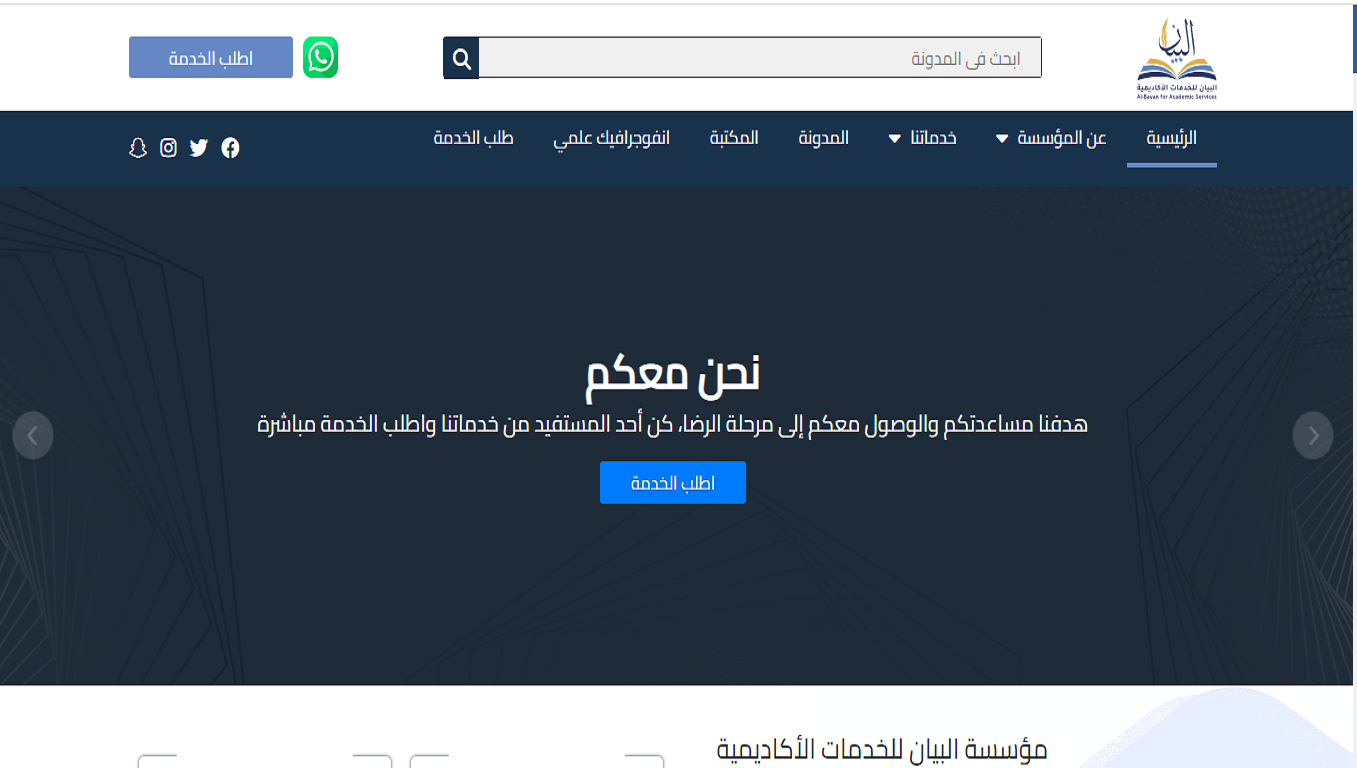 البيان
البيان للخدمات الأكاديمية
Al-Bayan for Academic Services
ابحث فى المدونة
اطلب الخدمة
الرئيسية
عن المؤسسة
خدماتنا
المدونة
المكتبة
انفوجرافيك علمي
طلب الخدمة
نحن معكم
هدفنا مساعدتكم والوصول معكم إلى مرحلة الرضا، كن أحد المستفيد من خدماتنا واطلب الخدمة مباشرة
اطلب الخدمة
مؤسسة البيان للخدمات الأكاديمية